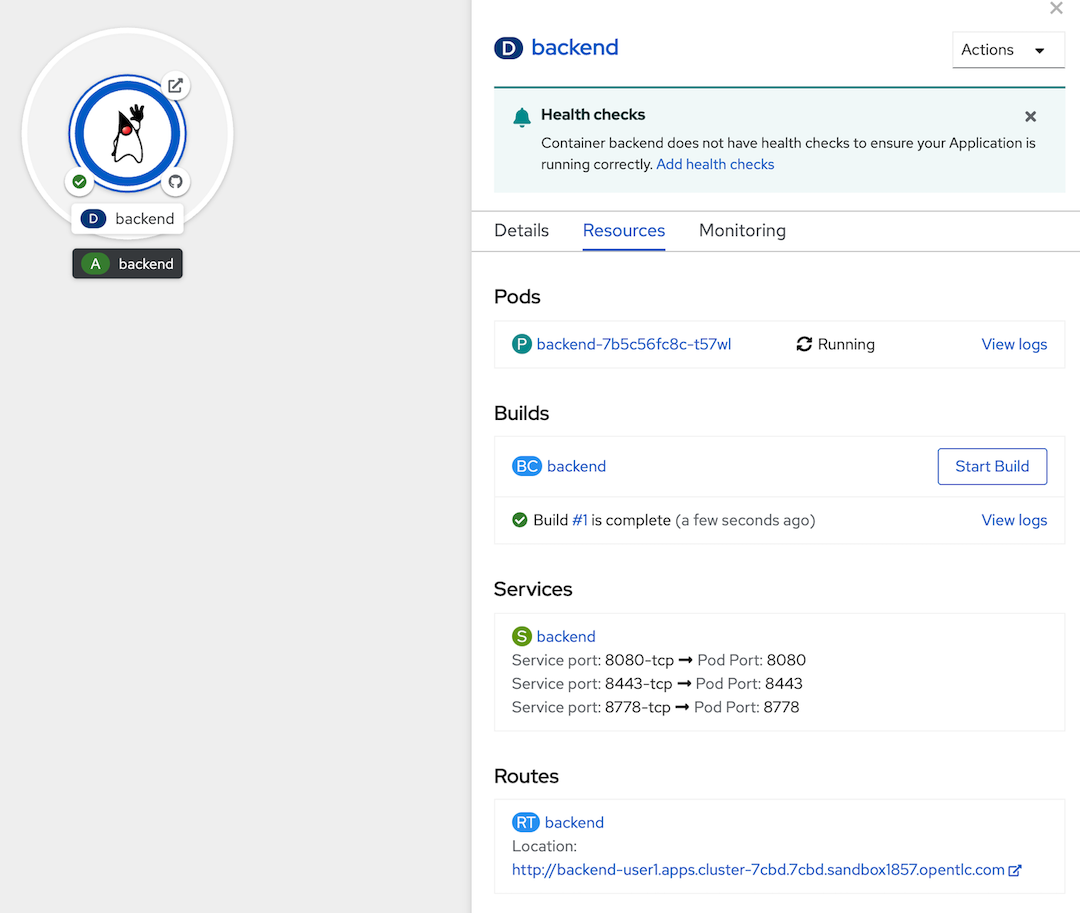 D backend
A backend
D backend
Actions
Health checks
Container backend does not have health checks to ensure your Application is
running correctly. Add health checks
Details Resources Monitoring
Pods
P backend-7b5c56fc8c-t57wl Running View logs
Builds
BC backend Start Build
Build #1 is complete (a few seconds ago) View logs
Services
S backend
Service port: 8080-tcp → Pod Port: 8080
Service port: 8443-tcp → Pod Port: 8443
Service port: 8778-tcp → Pod Port: 8778
Routes
RT backend
Location:
http://backend-user1.apps.cluster-7cbd.7cbd.sandbox1857.opentlc.com